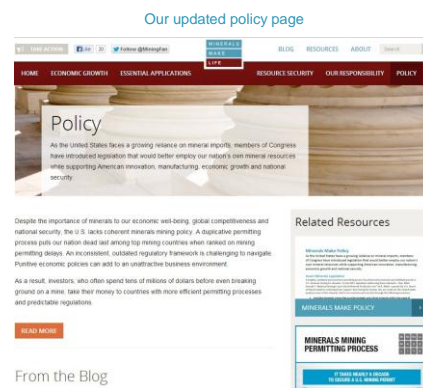 Our updated policy page
TAKE ACTION Like 20 Follow @MiningFan
MINERALS
MAKE
LIFE
BLOG RESOURCES ABOUT Search
HOME ECONOMIC GROWTH ESSENTIAL APPLICATIONS RESOURCE SECURITY OUR RESPONSIBILITY POLICY
Policy
As the United States faces a growing reliance on mineral imports, members of Congress
have introduced legislation that would better employ our nation's own mineral resources
while supporting American innovation, manufacturing, economic growth and national
security.
Despite the importance of minerals to our economic well-being, global competitiveness and
national security, the U.S. lacks coherent minerals mining policy. A duplicative permitting
process puts our nation dead last among top mining countries when ranked on mining
permitting delays. An inconsistent, outdated regulatory framework is challenging to navigate.
Punitive economic policies can add to an unattractive business environment.
As a result, investors, who often spend tens of millions of dollars before even breaking
ground on a mine, take their money to countries with more efficient permitting processes
and predictable regulations.
READ MORE
From the Blog
Related Resources
Minerals Make Policy
MINERALS MAKE POLICY
MINERALS MINING
PERMITTING PROCESS
IT TAKES NEARLY A DECADE
TO SECURE A U.S. MINING PERMIT